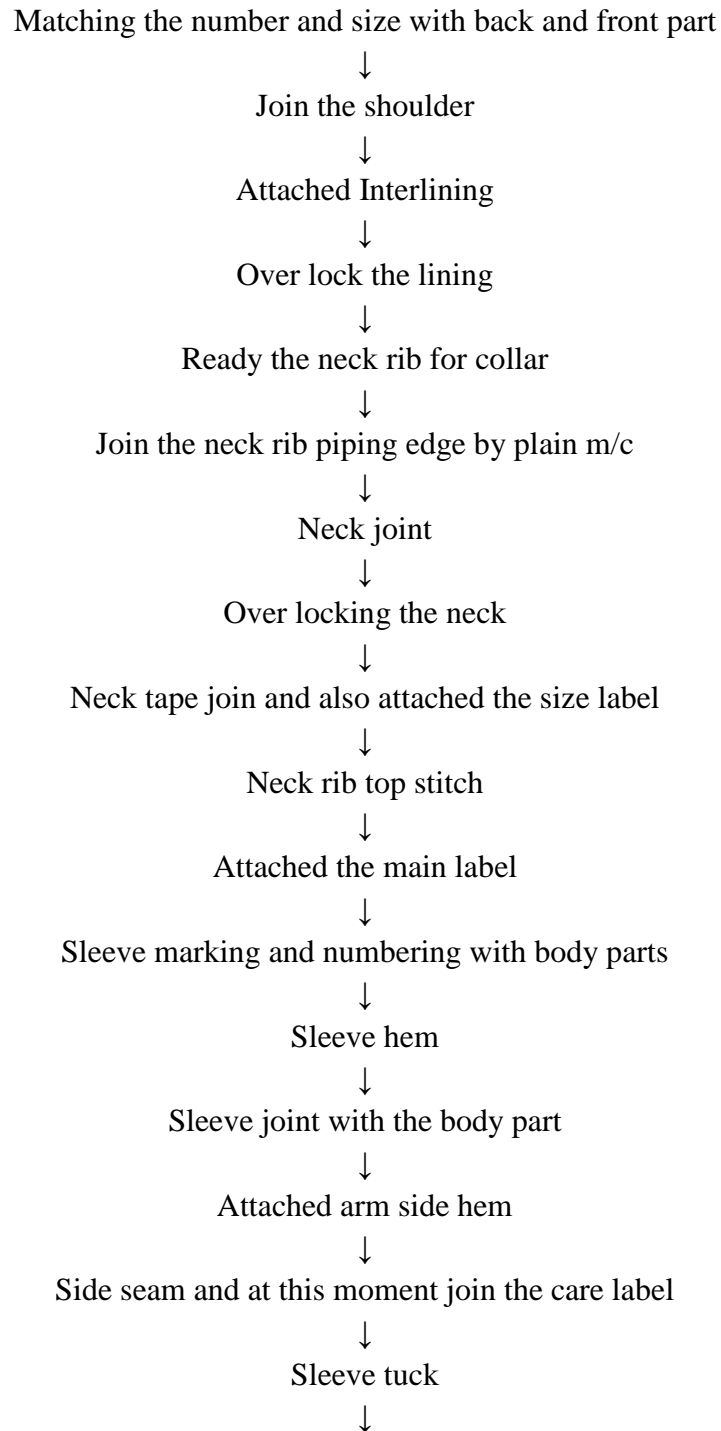 Matching the number and size with back and front part
↓
Join the shoulder
↓
Attached Interlining
↓
Over lock the lining
↓
Ready the neck rib for collar
↓
Join the neck rib piping edge by plain m/c
↓
Neck joint
↓
Over locking the neck
↓
Neck tape join and also attached the size label
↓
Neck rib top stitch
↓
Attached the main label
↓
Sleeve marking and numbering with body parts
↓
Sleeve hem
↓
Sleeve joint with the body part
↓
Attached arm side hem
↓
Side seam and at this moment join the care label
↓
Sleeve tuck
↓